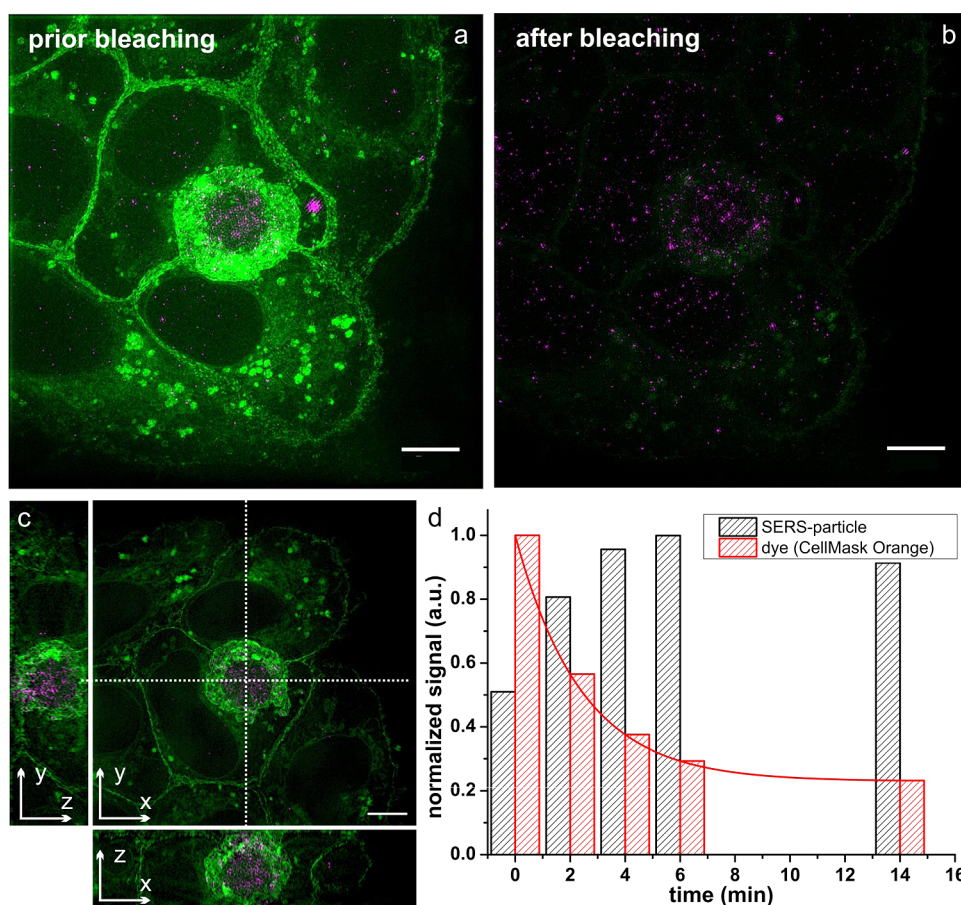 prior bleaching
a
after bleaching
b
c
y
z
y
x
z
x
d
SERS-particle
dye (CellMask Orange)
normalized signal (a.u.)
1.0
0.8
0.6
0.4
0.2
0.0
0 2 4 6 8 10 12 14 16
time (min)